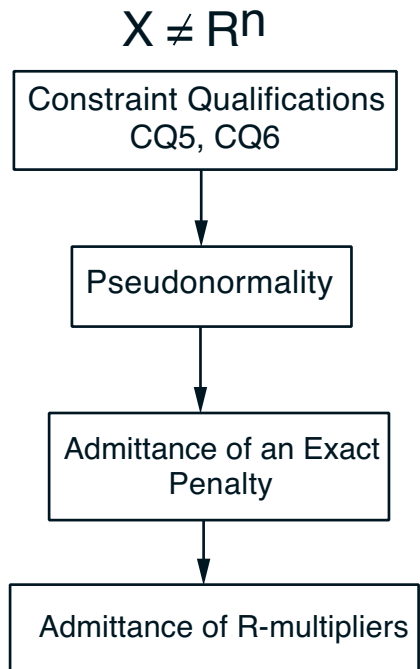 X ≠ Rⁿ
Constraint Qualifications
CQ5, CQ6
Pseudonormality
Admittance of an Exact
Penalty
Admittance of R-multipliers